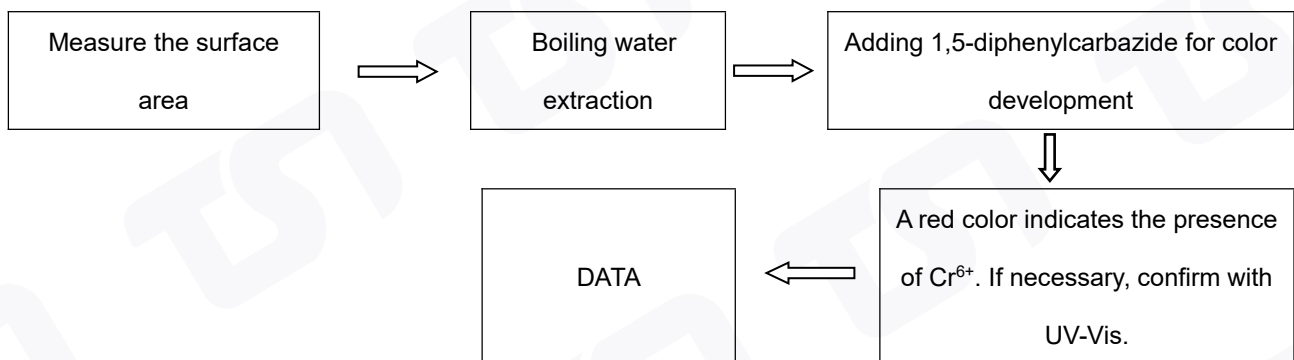 Measure the surface
area
Boiling water
extraction
Adding 1,5-diphenylcarbazide for color
development
A red color indicates the presence
of Cr⁶⁺. If necessary, confirm with
UV-Vis.
DATA